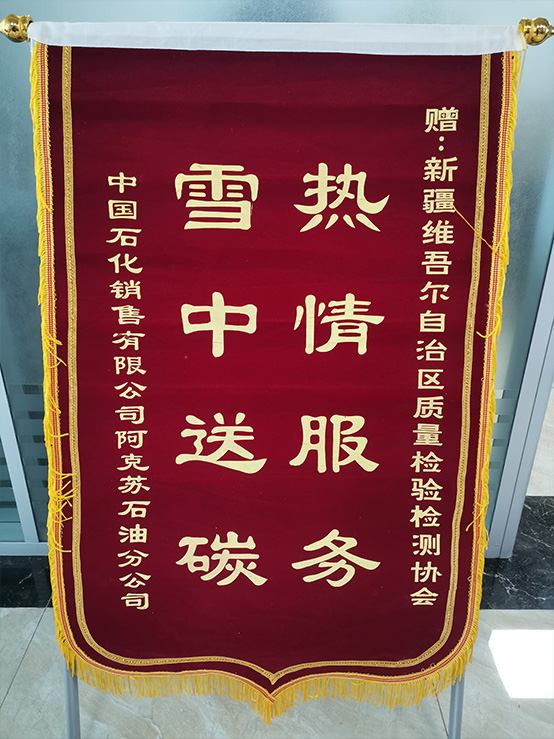 赠:新疆维吾尔自治区质量检验检测协会
热情服务
雪中送碳
中国石化销售有限公司阿克苏石油分公司